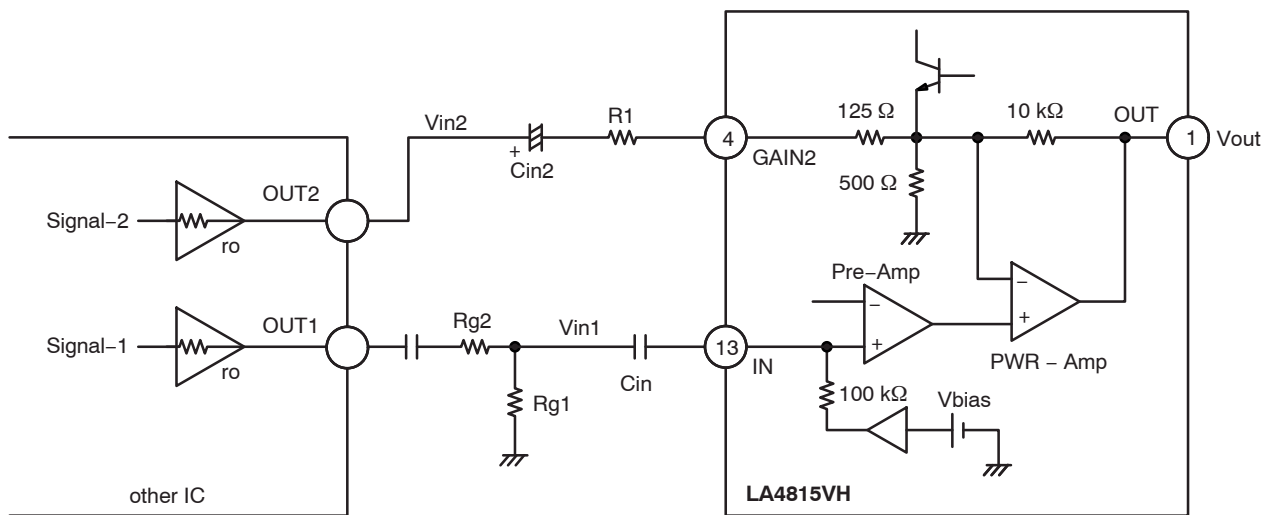 Vin2
+
Cin2
R1
4
GAIN2
125 Ω
500 Ω
10 kΩ
OUT
1
Vout
Signal−2
ro
OUT2
Signal−1
ro
OUT1
Rg2
Rg1
Vin1
Cin
13
IN
Pre−Amp
−
+
−
+
PWR − Amp
100 kΩ
Vbias
other IC
LA4815VH